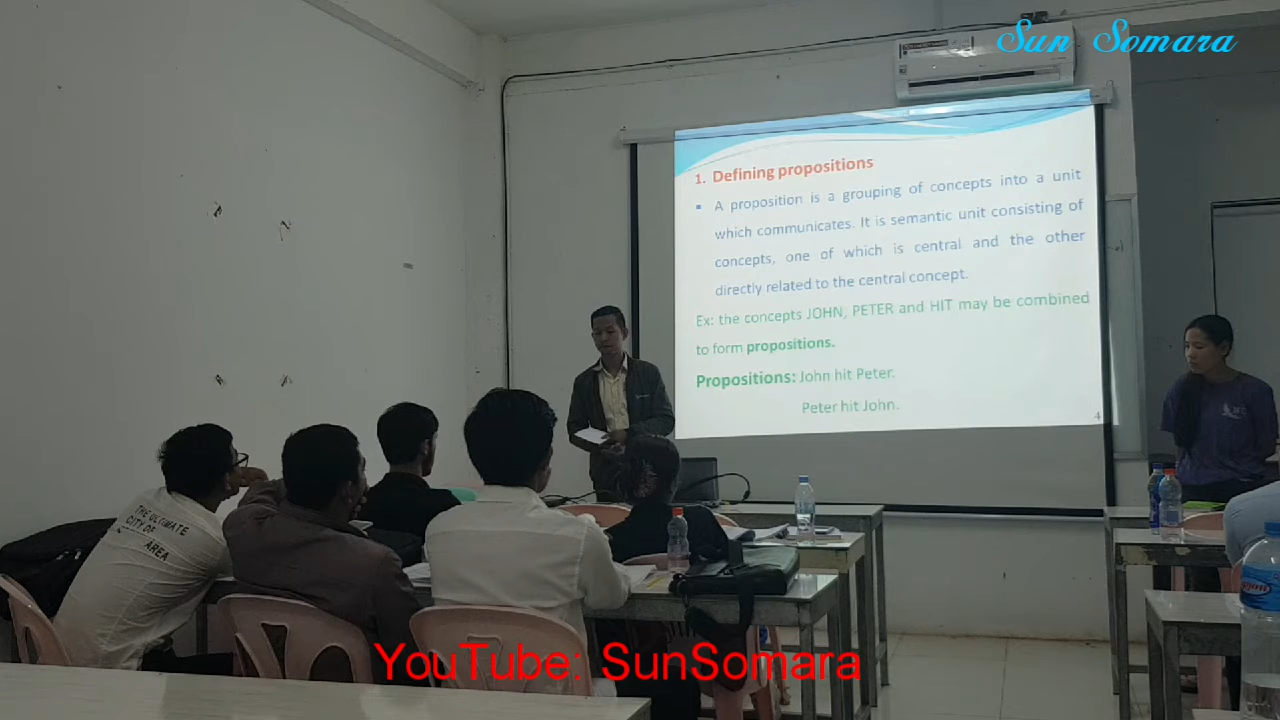 Sun Somara
1. Defining propositions
▪ A proposition is a grouping of concepts into a unit
which communicates. It is semantic unit consisting of
concepts, one of which is central and the other
directly related to the central concept.
Ex: the concepts JOHN, PETER and HIT may be combined
to form propositions.
Propositions: John hit Peter.
Peter hit John.
4
THE ULTIMATE
CITY OF
AREA
YouTube: SunSomara